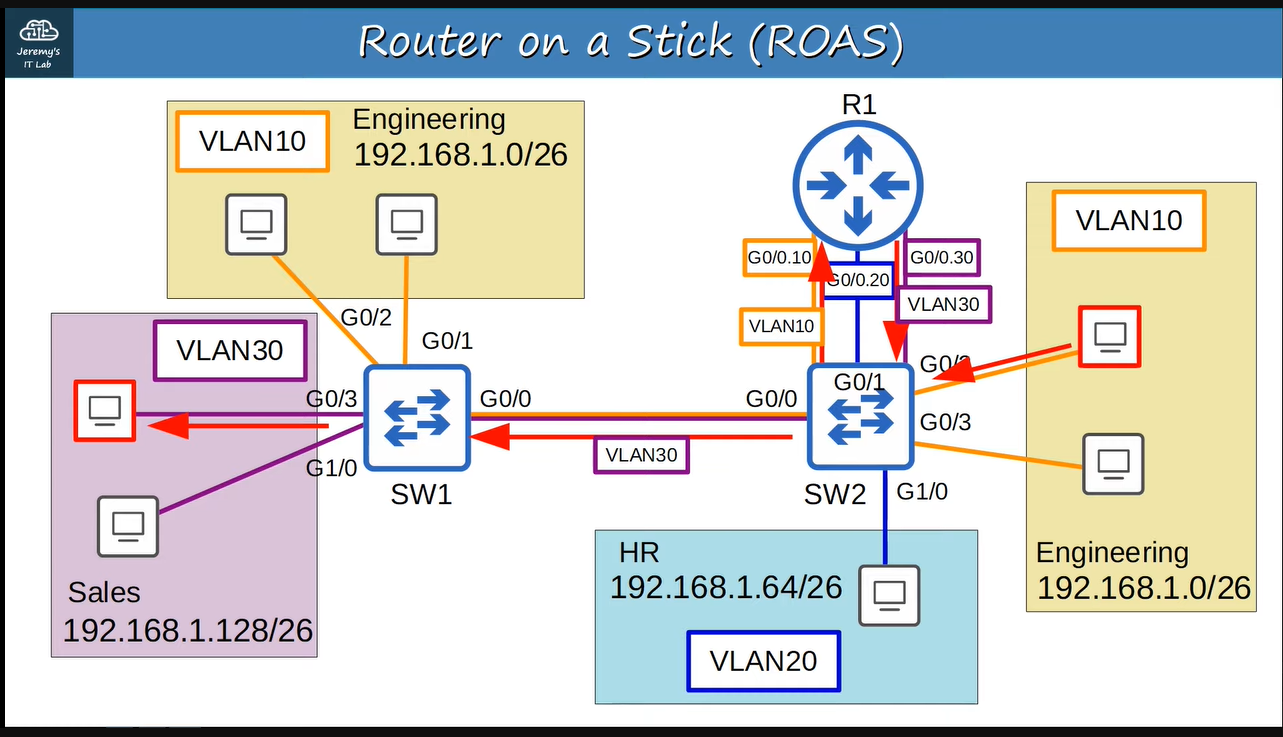 Jeremy's
IT Lab
Router on a Stick (ROAS)
VLAN10
Engineering
192.168.1.0/26
R1
VLAN10
G0/0.10
G0/0.20
G0/0.30
VLAN10
VLAN30
G0/2
G0/1
VLAN30
G0/3
G0/0
G0/0
G0/1
G0/2
G0/3
G1/0
VLAN30
SW1
SW2
G1/0
Sales
192.168.1.128/26
HR
192.168.1.64/26
VLAN20
Engineering
192.168.1.0/26